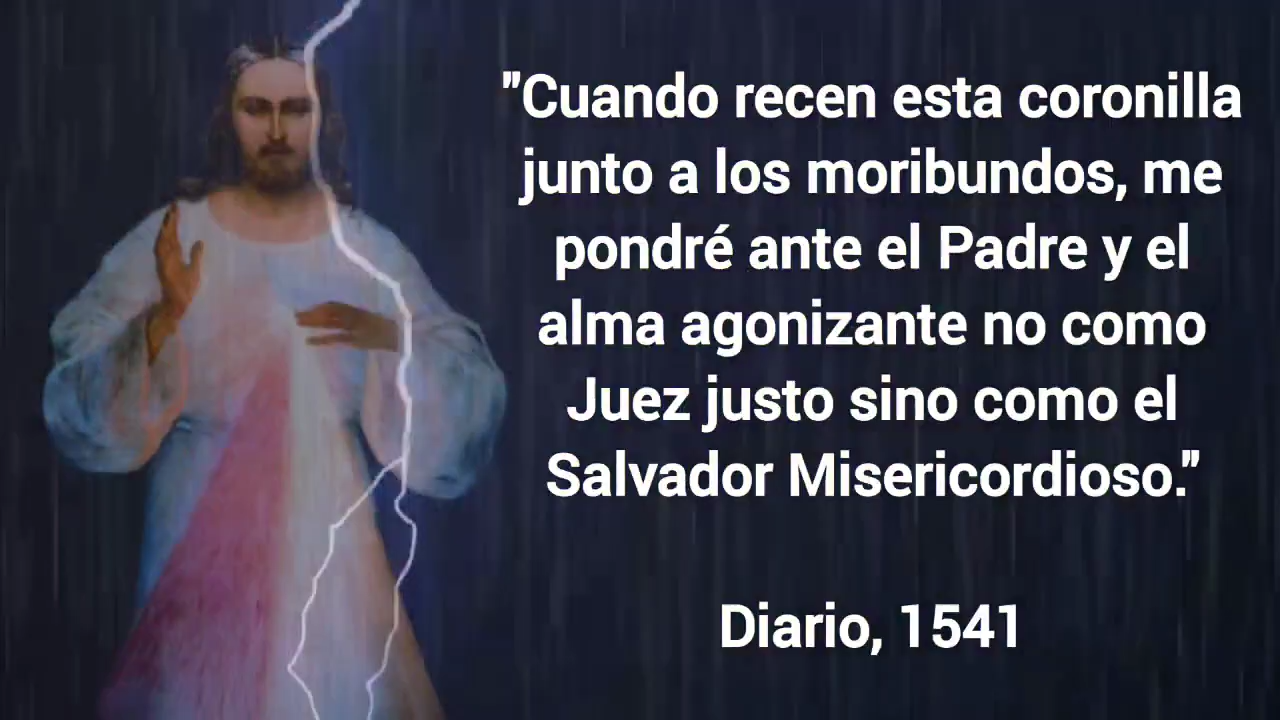 "Cuando recen esta coronilla
junto a los moribundos, me
pondré ante el Padre y el
alma agonizante no como
Juez justo sino como el
Salvador Misericordioso."
Diario, 1541